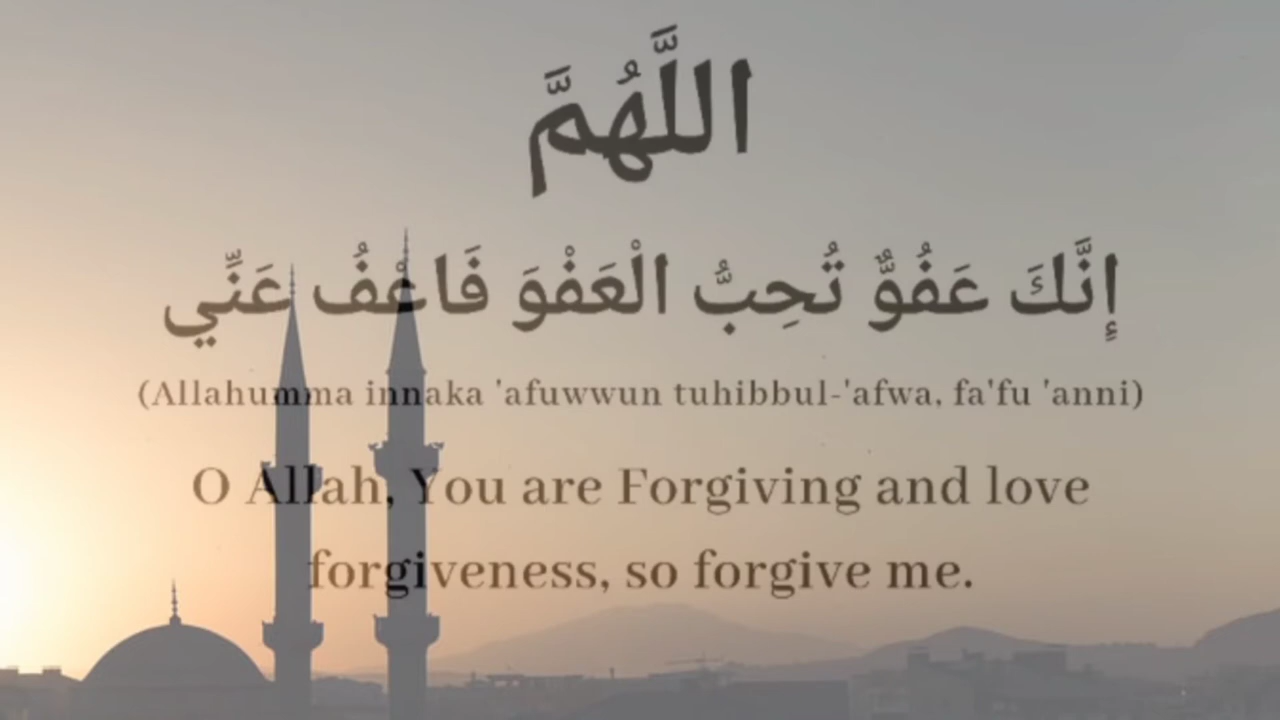 اللَّهُمَّ
إِنَّكَ عَفُوٌّ تُحِبُّ الْعَفْوَ فَاعْفُ عَنِّي
(Allahumma innaka 'afuwwun tuhibbul-'afwa, fa'fu 'anni)
O Allah, You are Forgiving and love
forgiveness, so forgive me.